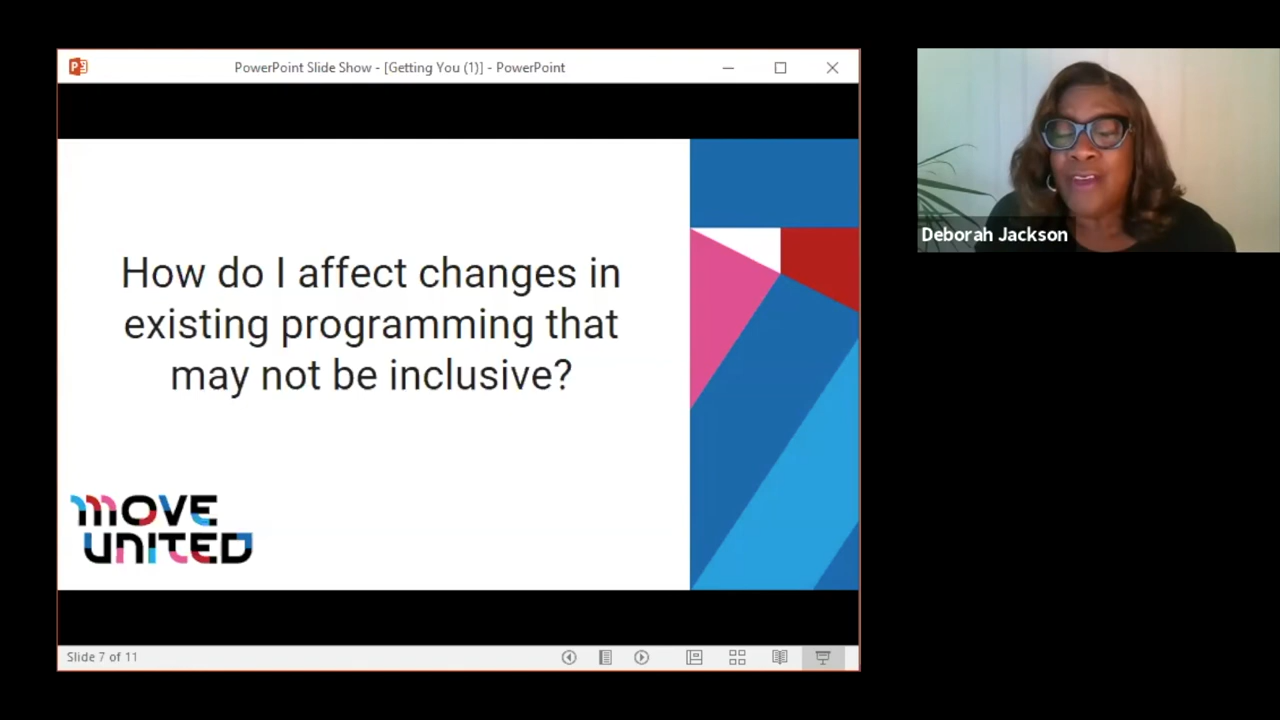 PowerPoint Slide Show - [Getting You (1)] - PowerPoint
How do I affect changes in
existing programming that
may not be inclusive?
MOVE
UNITED
Slide 7 of 11
Deborah Jackson